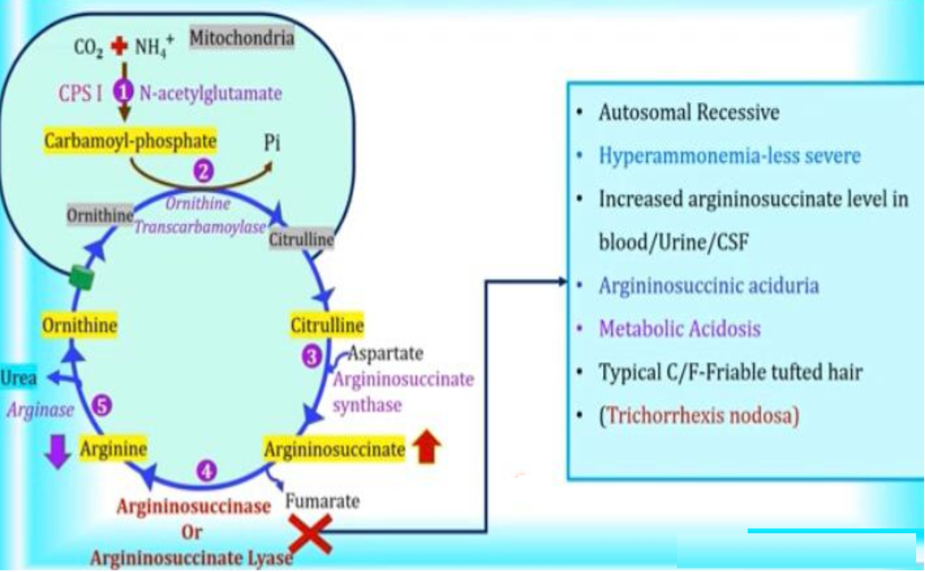 CO₂ + NH₄⁺ Mitochondria
CPS I 1 N-acetylglutamate
Carbamoyl-phosphate Pi
2
Ornithine Ornithine
Transcarbamoylase
Citrulline
Ornithine Citrulline
3 Aspartate
Argininosuccinate
synthase
Urea
Arginase 5
Arginine Argininosuccinate
4
Fumarate
Argininosuccinase
Or
Argininosuccinate Lyase
• Autosomal Recessive
• Hyperammonemia-less severe
• Increased argininosuccinate level in
blood/Urine/CSF
• Argininosuccinic aciduria
• Metabolic Acidosis
• Typical C/F-Friable tufted hair
• (Trichorrhexis nodosa)